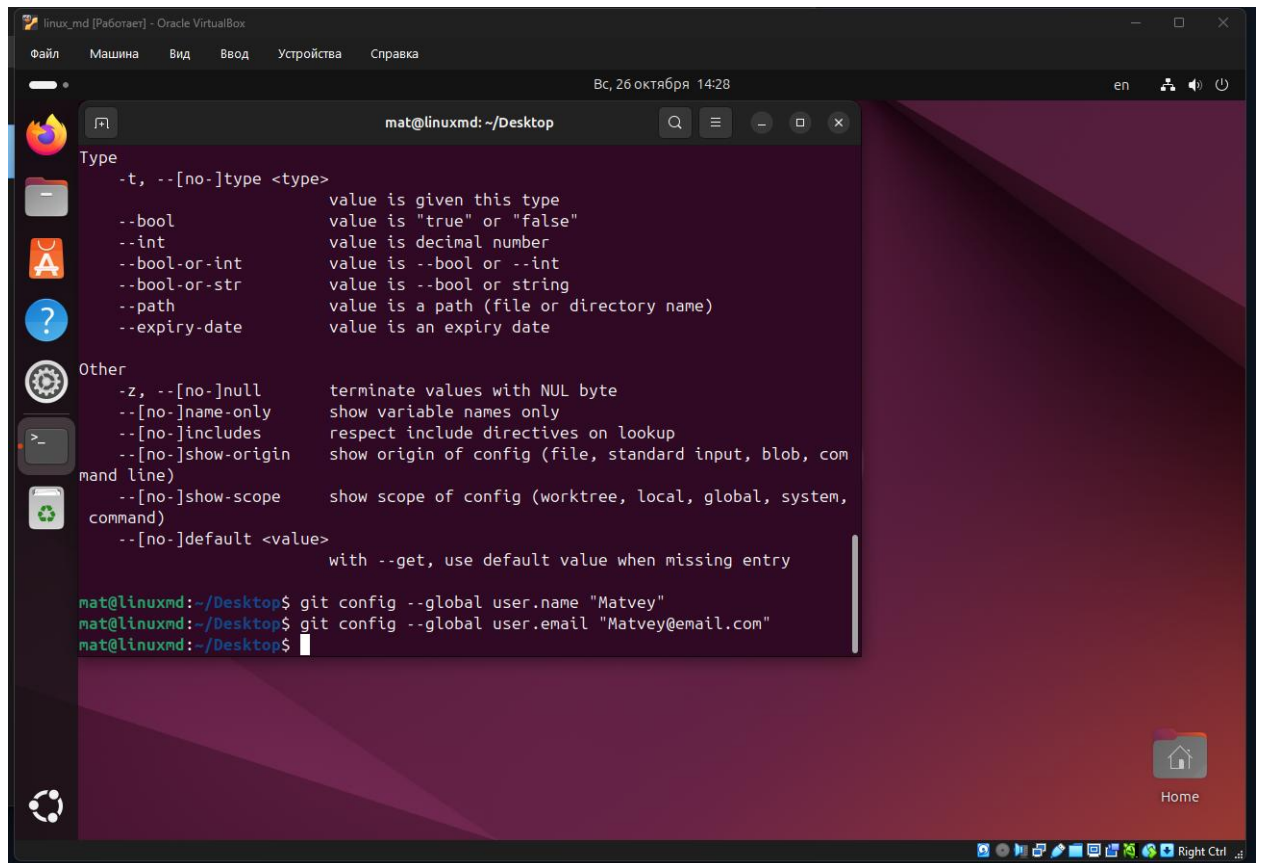 linux_md [Работает] - Oracle VirtualBox
Файл Машина Вид Ввод Устройства Справка
Вс, 26 октября 14:28 en
mat@linuxmd: ~/Desktop
Type
    -t, --[no-]type <type>
                          value is given this type
    --bool                value is "true" or "false"
    --int                 value is decimal number
    --bool-or-int         value is --bool or --int
    --bool-or-str         value is --bool or string
    --path                value is a path (file or directory name)
    --expiry-date         value is an expiry date
Other
    -z, --[no-]null       terminate values with NUL byte
    --[no-]name-only      show variable names only
    --[no-]includes       respect include directives on lookup
    --[no-]show-origin    show origin of config (file, standard input, blob, com
mand line)
    --[no-]show-scope     show scope of config (worktree, local, global, system,
 command)
    --[no-]default <value>
                          with --get, use default value when missing entry
mat@linuxmd:~/Desktop$ git config --global user.name "Matvey"
mat@linuxmd:~/Desktop$ git config --global user.email "Matvey@email.com"
mat@linuxmd:~/Desktop$
Home
Right Ctrl